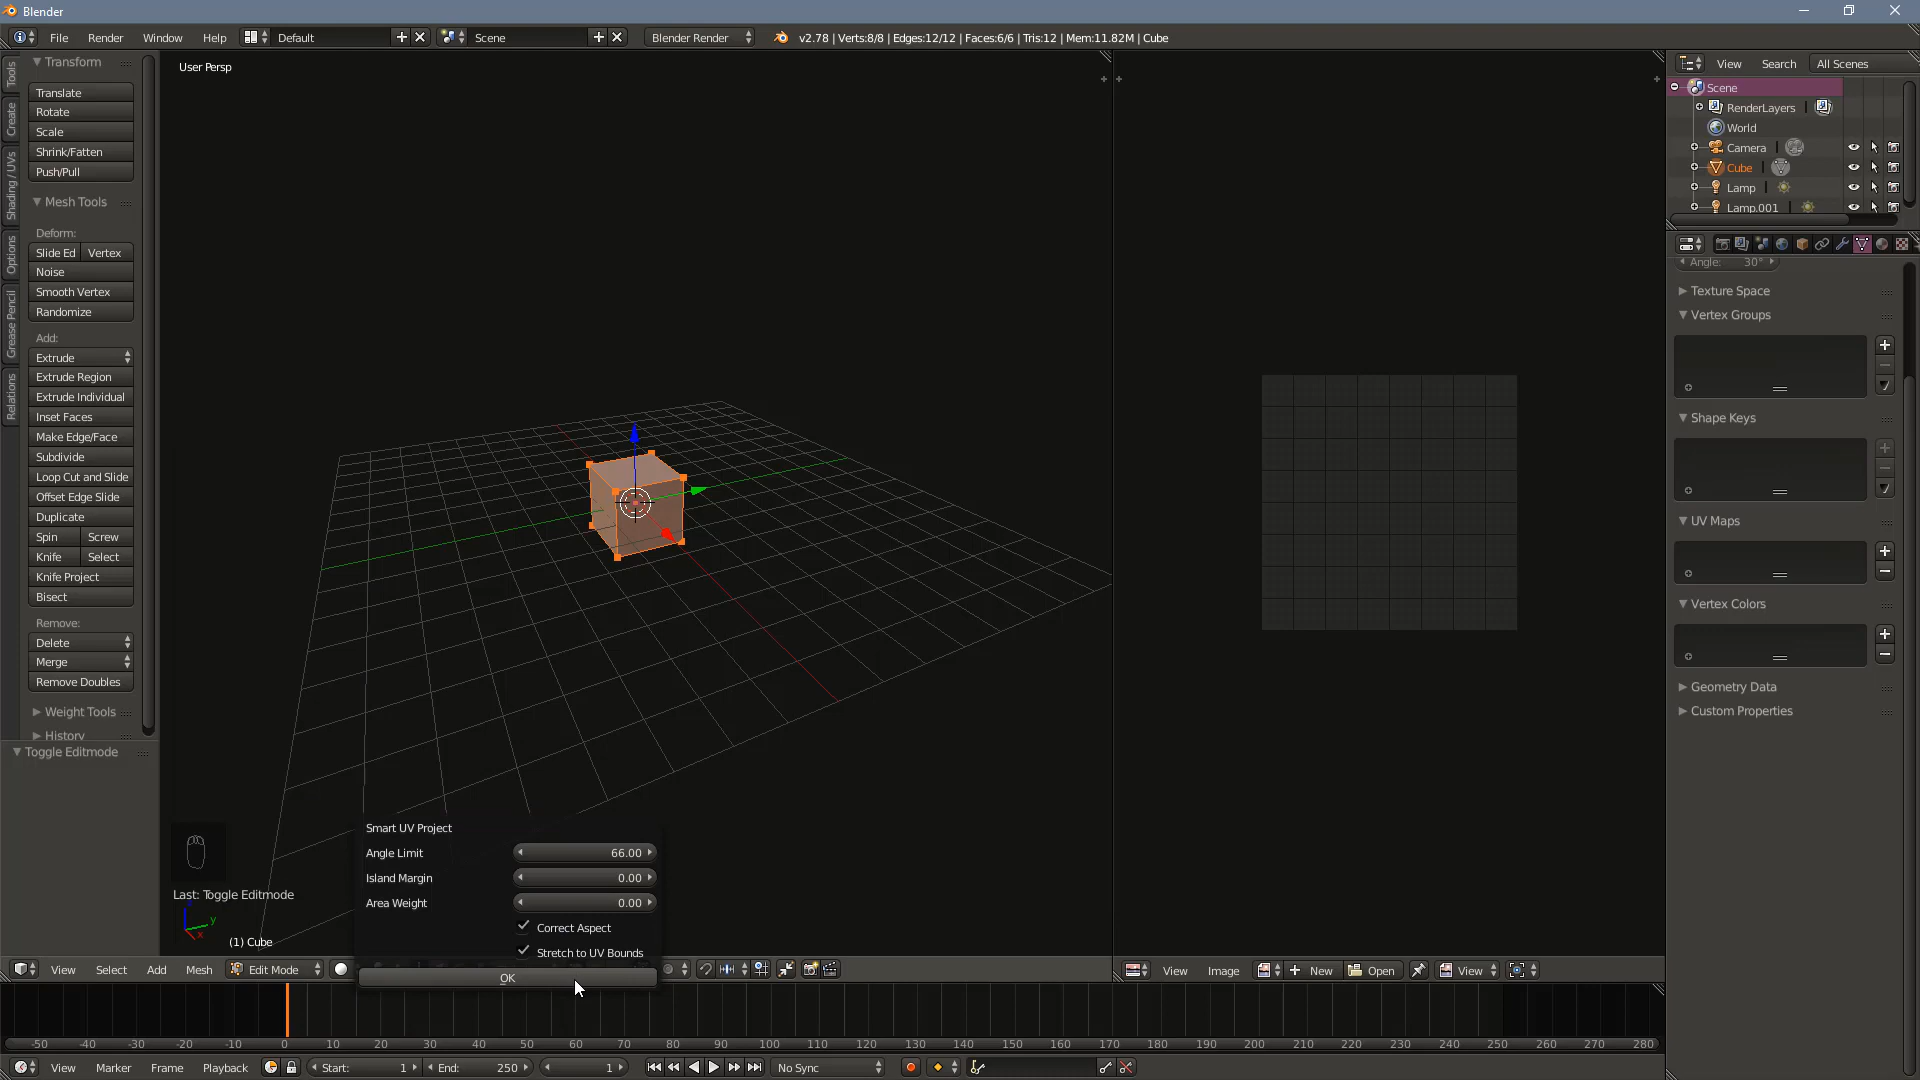 Blender
File Render Window Help Default Scene Blender Render v2.78 | Verts:8/8 | Edges:12/12 | Faces:6/6 | Tris:12 | Mem:11.82M | Cube
Tools
Create
Shading / UVs
Options
Grease Pencil
Relations
Transform
Translate
Rotate
Scale
Shrink/Fatten
Push/Pull
Mesh Tools
Deform:
Slide Ed Vertex
Noise
Smooth Vertex
Randomize
Add:
Extrude
Extrude Region
Extrude Individual
Inset Faces
Make Edge/Face
Subdivide
Loop Cut and Slide
Offset Edge Slide
Duplicate
Spin Screw
Knife Select
Knife Project
Bisect
Remove:
Delete
Merge
Remove Doubles
Weight Tools
History
Toggle Editmode
User Persp
Smart UV Project
Angle Limit 66.00
Island Margin 0.00
Area Weight 0.00
Correct Aspect
Stretch to UV Bounds
OK
Last: Toggle Editmode
z
y
x
(1) Cube
View Select Add Mesh Edit Mode
View Image New Open View
View Search All Scenes
Scene
RenderLayers
World
Camera
Cube
Lamp
Lamp.001
Angle: 30°
Texture Space
Vertex Groups
Shape Keys
UV Maps
Vertex Colors
Geometry Data
Custom Properties
-50 -40 -30 -20 -10 0 10 20 30 40 50 60 70 80 90 100 110 120 130 140 150 160 170 180 190 200 210 220 230 240 250 260 270 280
View Marker Frame Playback Start: 1 End: 250 1 No Sync